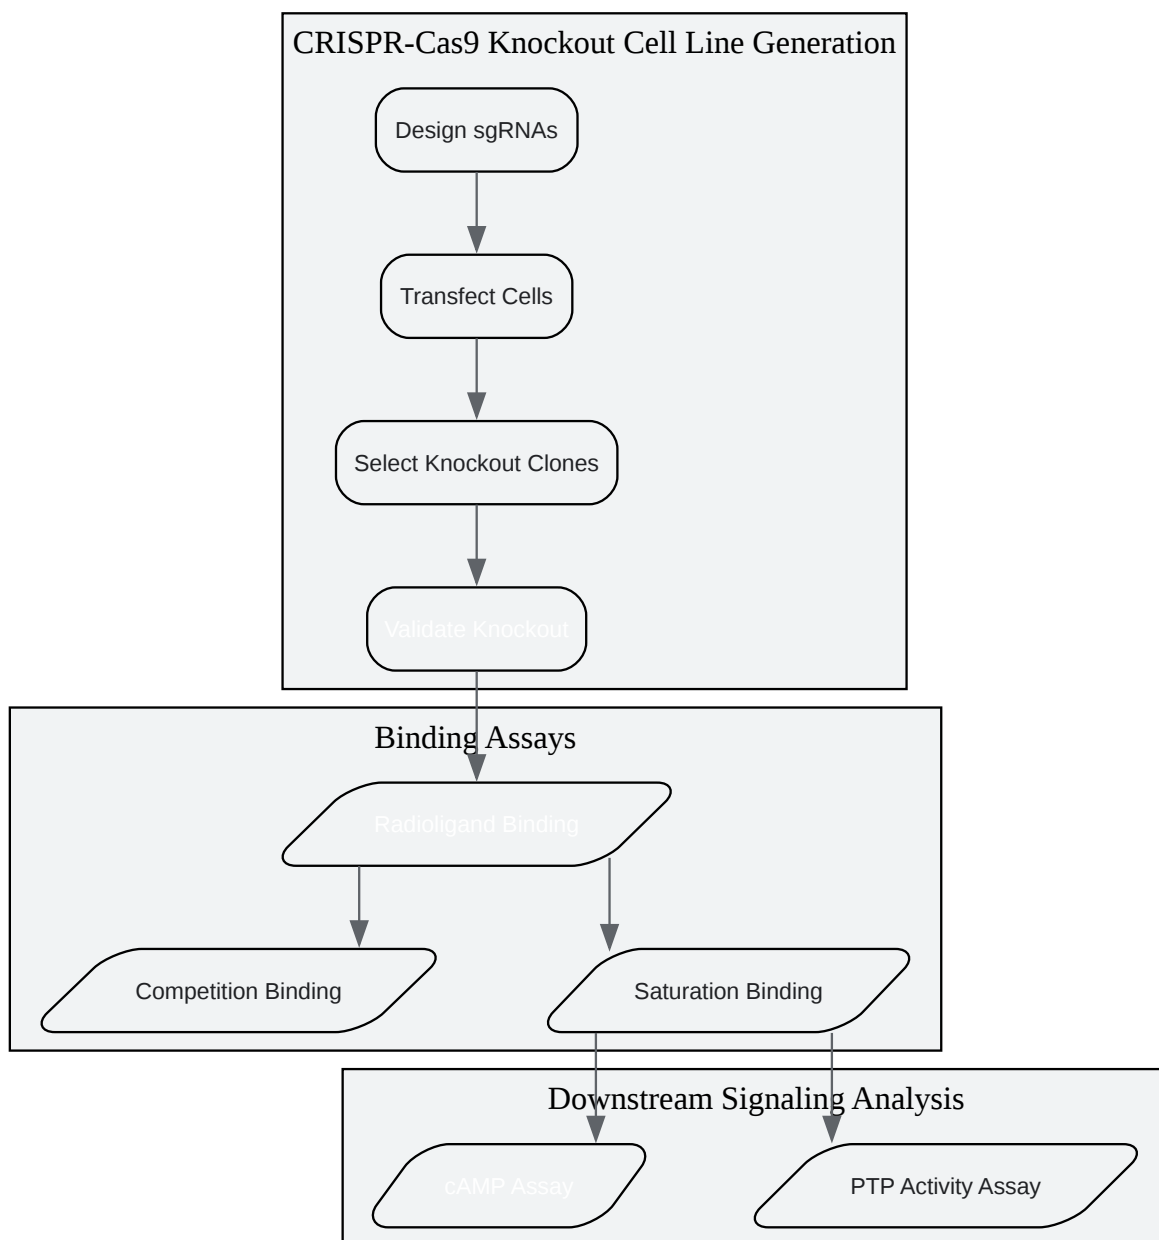 CRISPR-Cas9 Knockout Cell Line Generation
Design sgRNAs
Transfect Cells
Select Knockout Clones
Validate Knockout
Binding Assays
Radioligand Binding
Competition Binding
Saturation Binding
Downstream Signaling Analysis
cAMP Assay
PTP Activity Assay